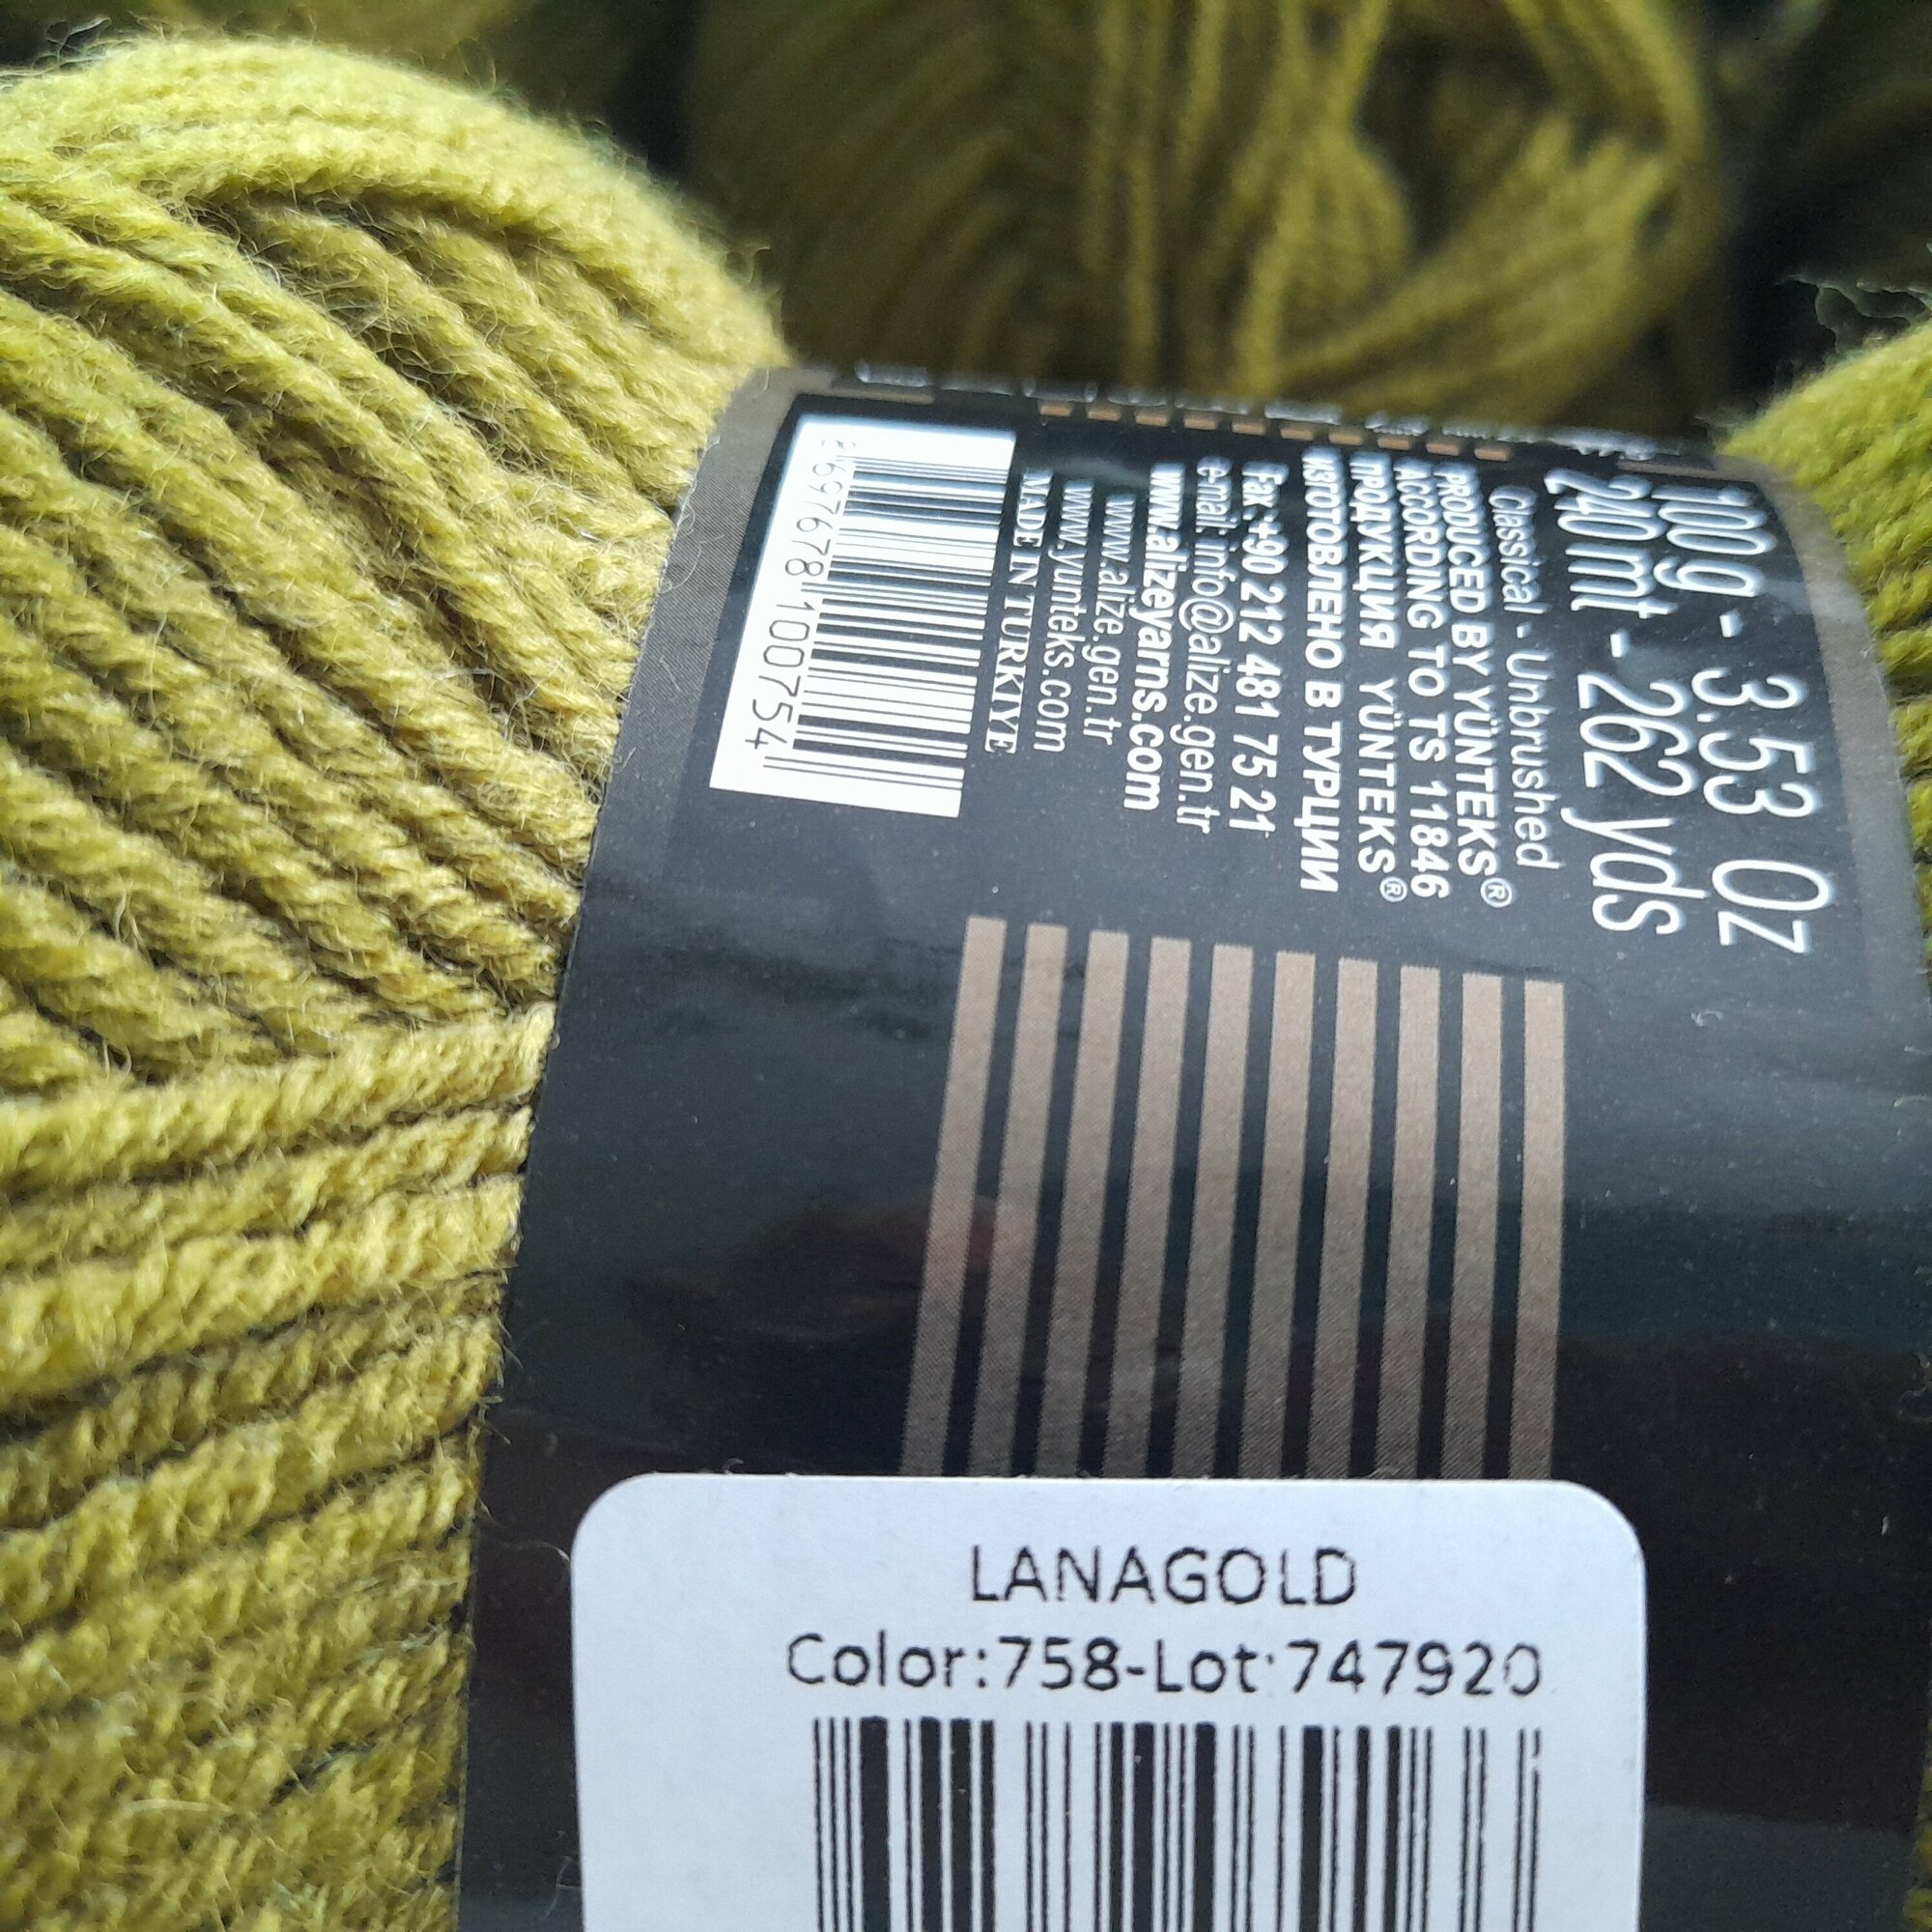 100g - 3.53 Oz
240 mt - 262 yds
Classical - Unbrushed
PRODUCED BY YÜNTEKS®
ACCORDING TO TS 11846
ПРОДУКЦИЯ YÜNTEKS®
ИЗГОТОВЛЕНО В ТУРЦИИ
Fax :+90 212 481 75 21
e-mail: info@alize.gen.tr
www.alizeyarns.com
www.alize.gen.tr
www.yunteks.com
MADE IN TURKIYE
8697678100754
LANAGOLD
Color:758-Lot:747920